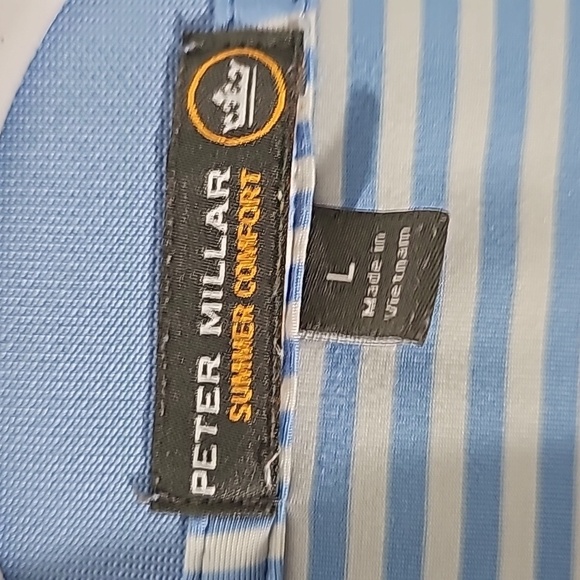 PETER MILLAR
SUMMER COMFORT
L
Made in
Vietnam